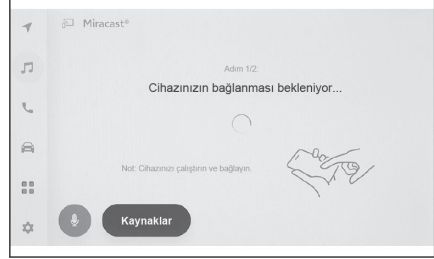 Miracast®
Adım 1/2
Cihazınızın bağlanması bekleniyor...
Not: Cihazınızı çalıştırın ve bağlayın.
Kaynaklar